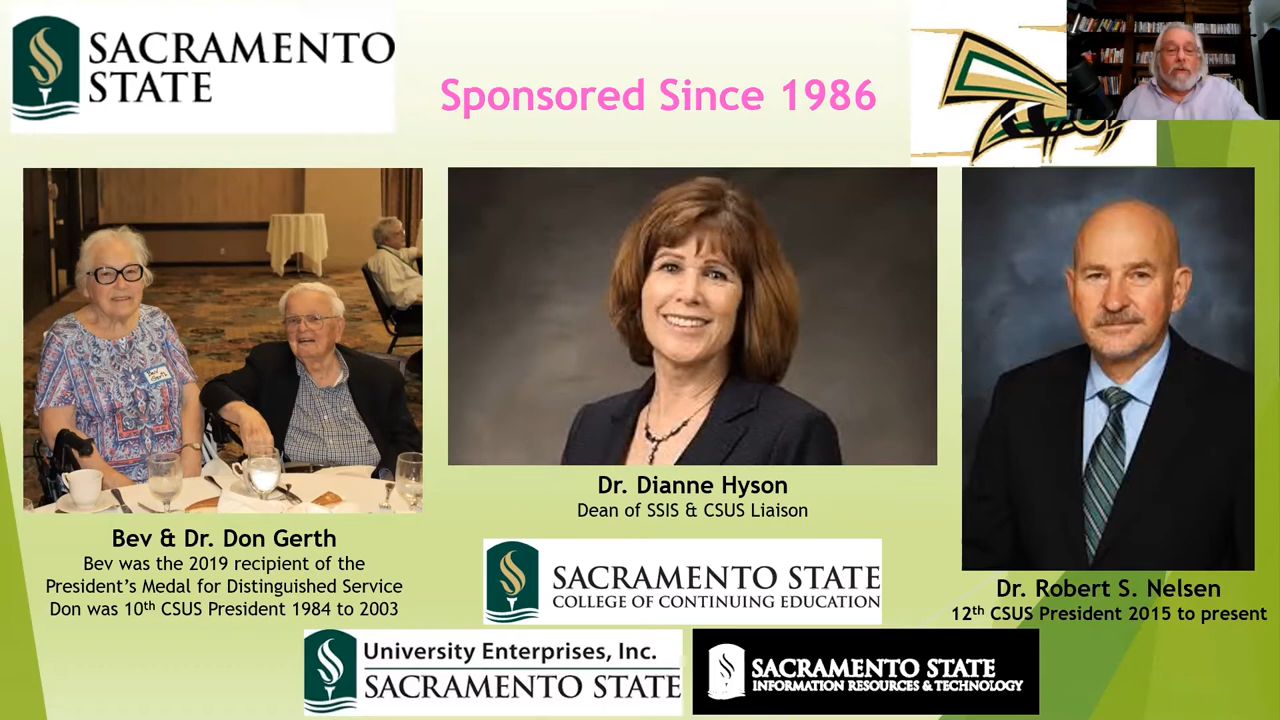 SACRAMENTO
STATE
Sponsored Since 1986
Bev & Dr. Don Gerth
Bev was the 2019 recipient of the
President's Medal for Distinguished Service
Don was 10th CSUS President 1984 to 2003
Dr. Dianne Hyson
Dean of SSIS & CSUS Liaison
SACRAMENTO STATE
COLLEGE OF CONTINUING EDUCATION
Dr. Robert S. Nelsen
12th CSUS President 2015 to present
University Enterprises, Inc.
SACRAMENTO STATE
SACRAMENTO STATE
INFORMATION RESOURCES & TECHNOLOGY